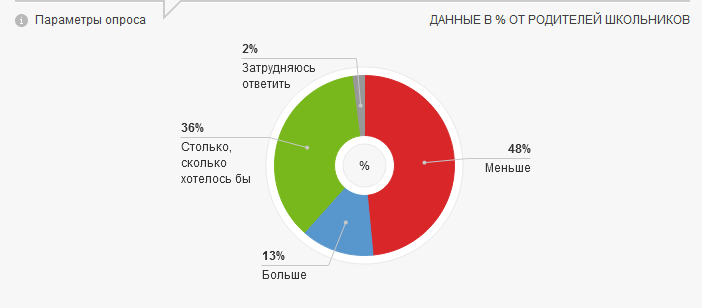 Параметры опроса
ДАННЫЕ В % ОТ РОДИТЕЛЕЙ ШКОЛЬНИКОВ
2%
Затрудняюсь
ответить
36%
Столько,
сколько
хотелось бы
%
48%
Меньше
13%
Больше